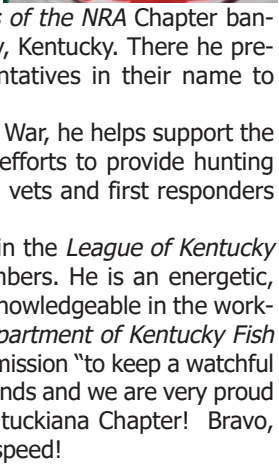 s of the NRA Chapter ban-
y, Kentucky. There he pre-
ntatives in their name to
War, he helps support the
efforts to provide hunting
vets and first responders
in the League of Kentucky
mbers. He is an energetic,
nowledgeable in the work-
partment of Kentucky Fish
mission “to keep a watchful
nds and we are very proud
tuckiana Chapter! Bravo,
speed!